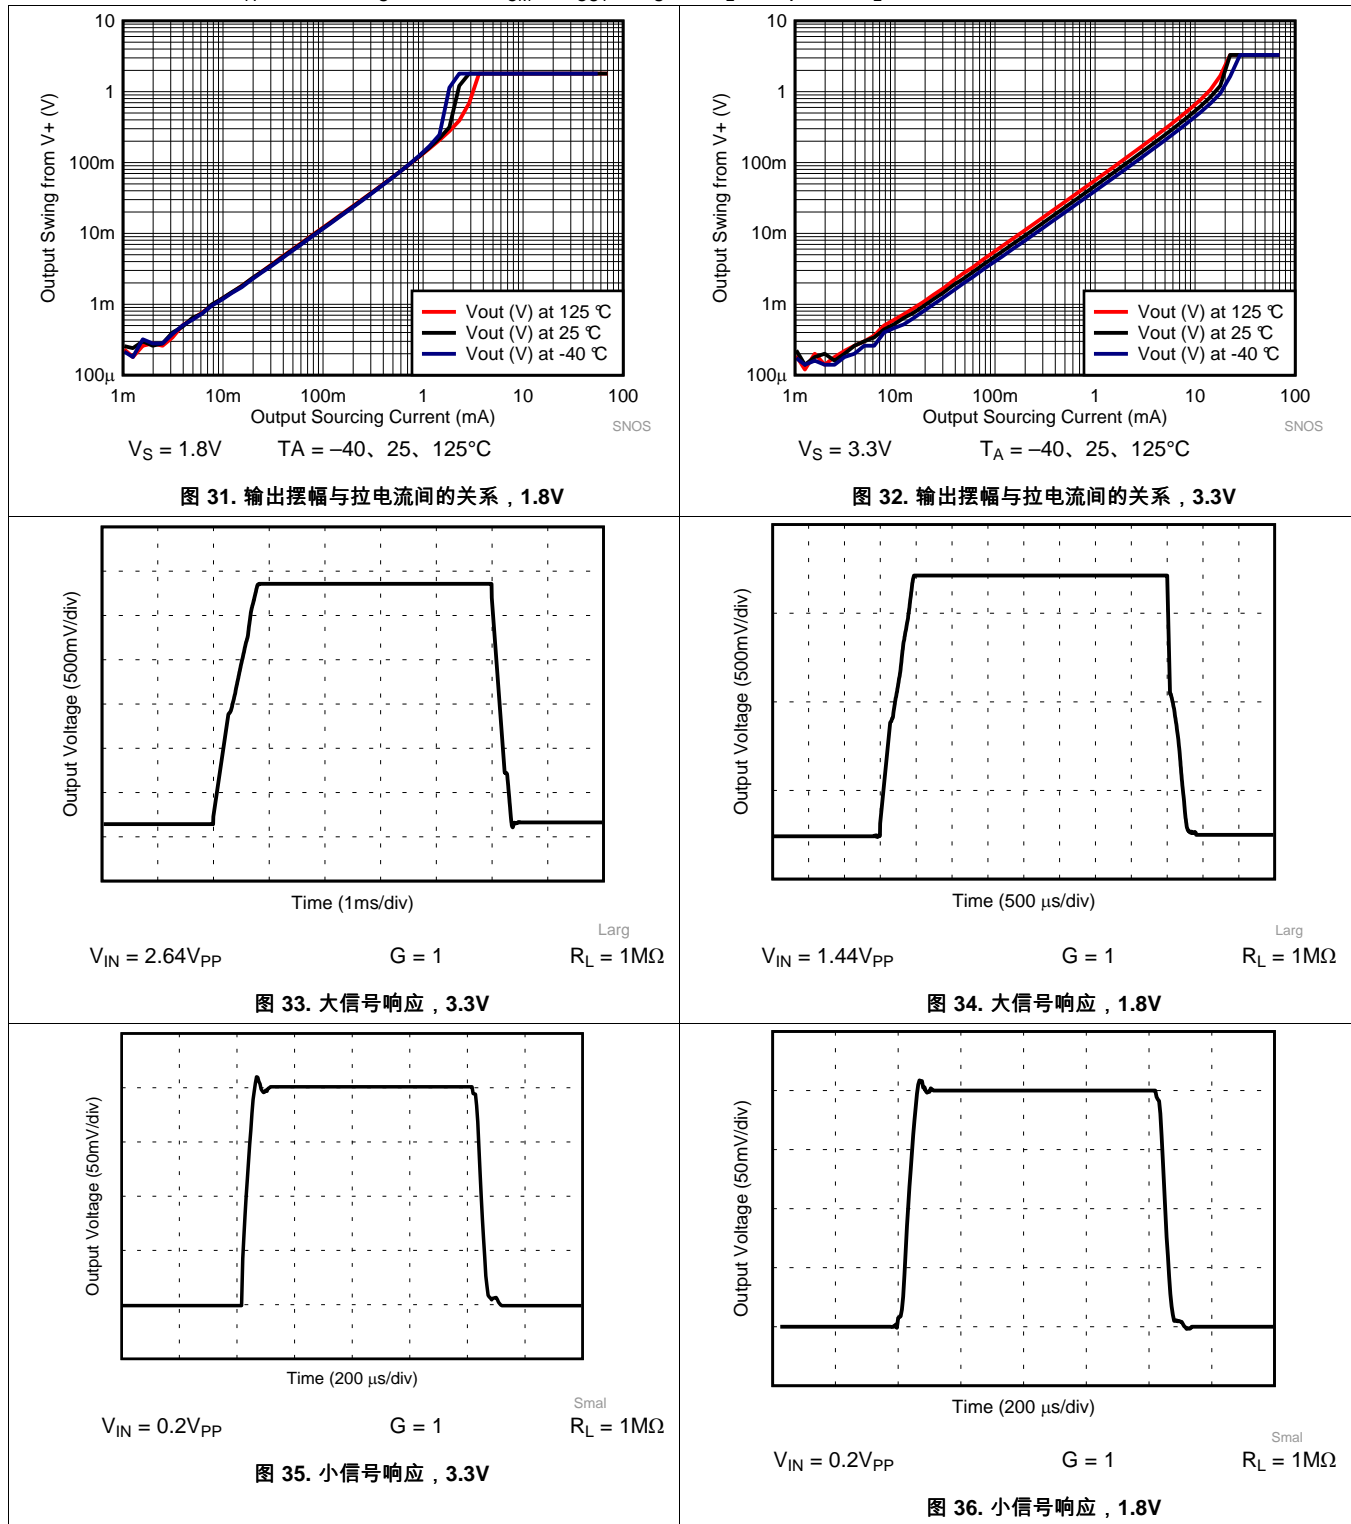 10
1
100m
10m
1m
100µ
Output Swing from V+ (V)
Vout (V) at 125 °C
Vout (V) at 25 °C
Vout (V) at -40 °C
1m 10m 100m 1 10 100
Output Sourcing Current (mA)
SNOS
VS = 1.8V TA = –40、25、125°C
图 31. 输出摆幅与拉电流间的关系，1.8V
10
1
100m
10m
1m
100µ
Output Swing from V+ (V)
Vout (V) at 125 °C
Vout (V) at 25 °C
Vout (V) at -40 °C
1m 10m 100m 1 10 100
Output Sourcing Current (mA)
SNOS
VS = 3.3V TA = –40、25、125°C
图 32. 输出摆幅与拉电流间的关系，3.3V
Output Voltage (500mV/div)
Time (1ms/div)
Larg
VIN = 2.64VPP G = 1 RL = 1MΩ
图 33. 大信号响应，3.3V
Output Voltage (500mV/div)
Time (500 µs/div)
Larg
VIN = 1.44VPP G = 1 RL = 1MΩ
图 34. 大信号响应，1.8V
Output Voltage (50mV/div)
Time (200 µs/div)
Smal
VIN = 0.2VPP G = 1 RL = 1MΩ
图 35. 小信号响应，3.3V
Output Voltage (50mV/div)
Time (200 µs/div)
Smal
VIN = 0.2VPP G = 1 RL = 1MΩ
图 36. 小信号响应，1.8V